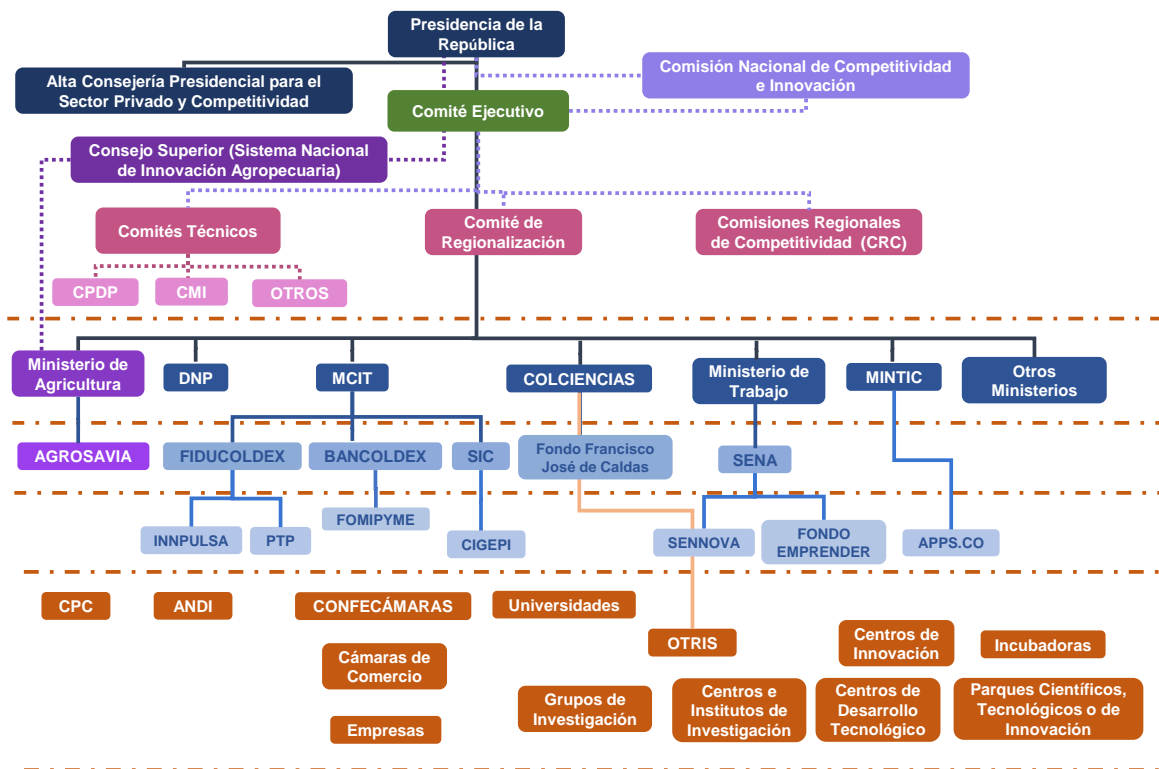 Presidencia de la
República
Alta Consejería Presidencial para el
Sector Privado y Competitividad
Comisión Nacional de Competitividad
e Innovación
Comité Ejecutivo
Consejo Superior (Sistema Nacional
de Innovación Agropecuaria)
Comités Técnicos
Comité de
Regionalización
Comisiones Regionales
de Competitividad (CRC)
CPDP
CMI
OTROS
Ministerio de
Agricultura
DNP
MCIT
COLCIENCIAS
Ministerio de
Trabajo
MINTIC
Otros
Ministerios
AGROSAVIA
FIDUCOLDEX
BANCOLDEX
SIC
Fondo Francisco
José de Caldas
SENA
INNPULSA
PTP
FOMIPYME
CIGEPI
SENNOVA
FONDO
EMPRENDER
APPS.CO
CPC
ANDI
CONFECÁMARAS
Universidades
OTRIS
Centros de
Innovación
Incubadoras
Cámaras de
Comercio
Grupos de
Investigación
Centros e
Institutos de
Investigación
Centros de
Desarrollo
Tecnológico
Parques Científicos,
Tecnológicos o de
Innovación
Empresas